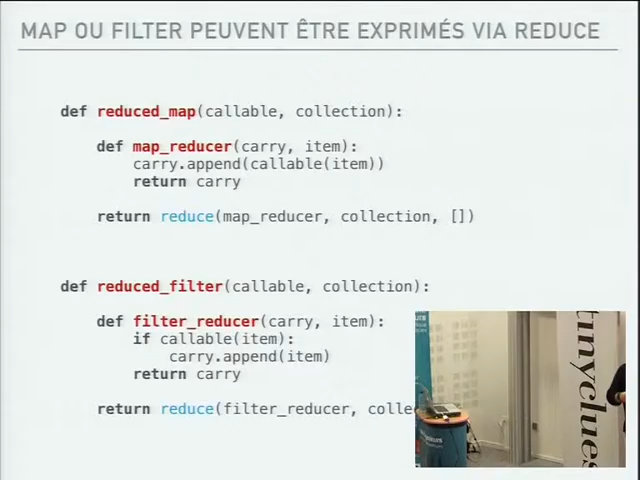 MAP OU FILTER PEUVENT ÊTRE EXPRIMÉS VIA REDUCE
def reduced_map(callable, collection):
def map_reducer(carry, item):
carry.append(callable(item))
return carry
return reduce(map_reducer, collection, [])
def reduced_filter(callable, collection):
def filter_reducer(carry, item):
if callable(item):
carry.append(item)
return carry
return reduce(filter_reducer,
tinyclues